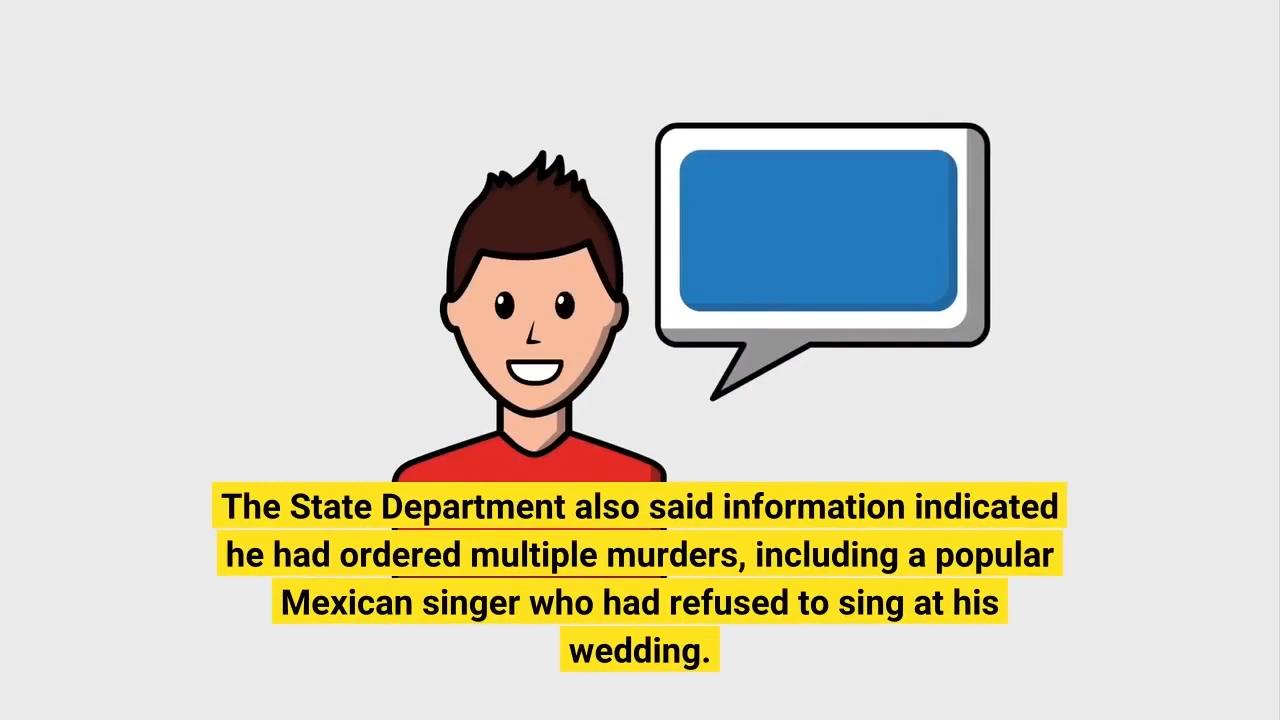 The State Department also said information indicated
he had ordered multiple murders, including a popular
Mexican singer who had refused to sing at his
wedding.